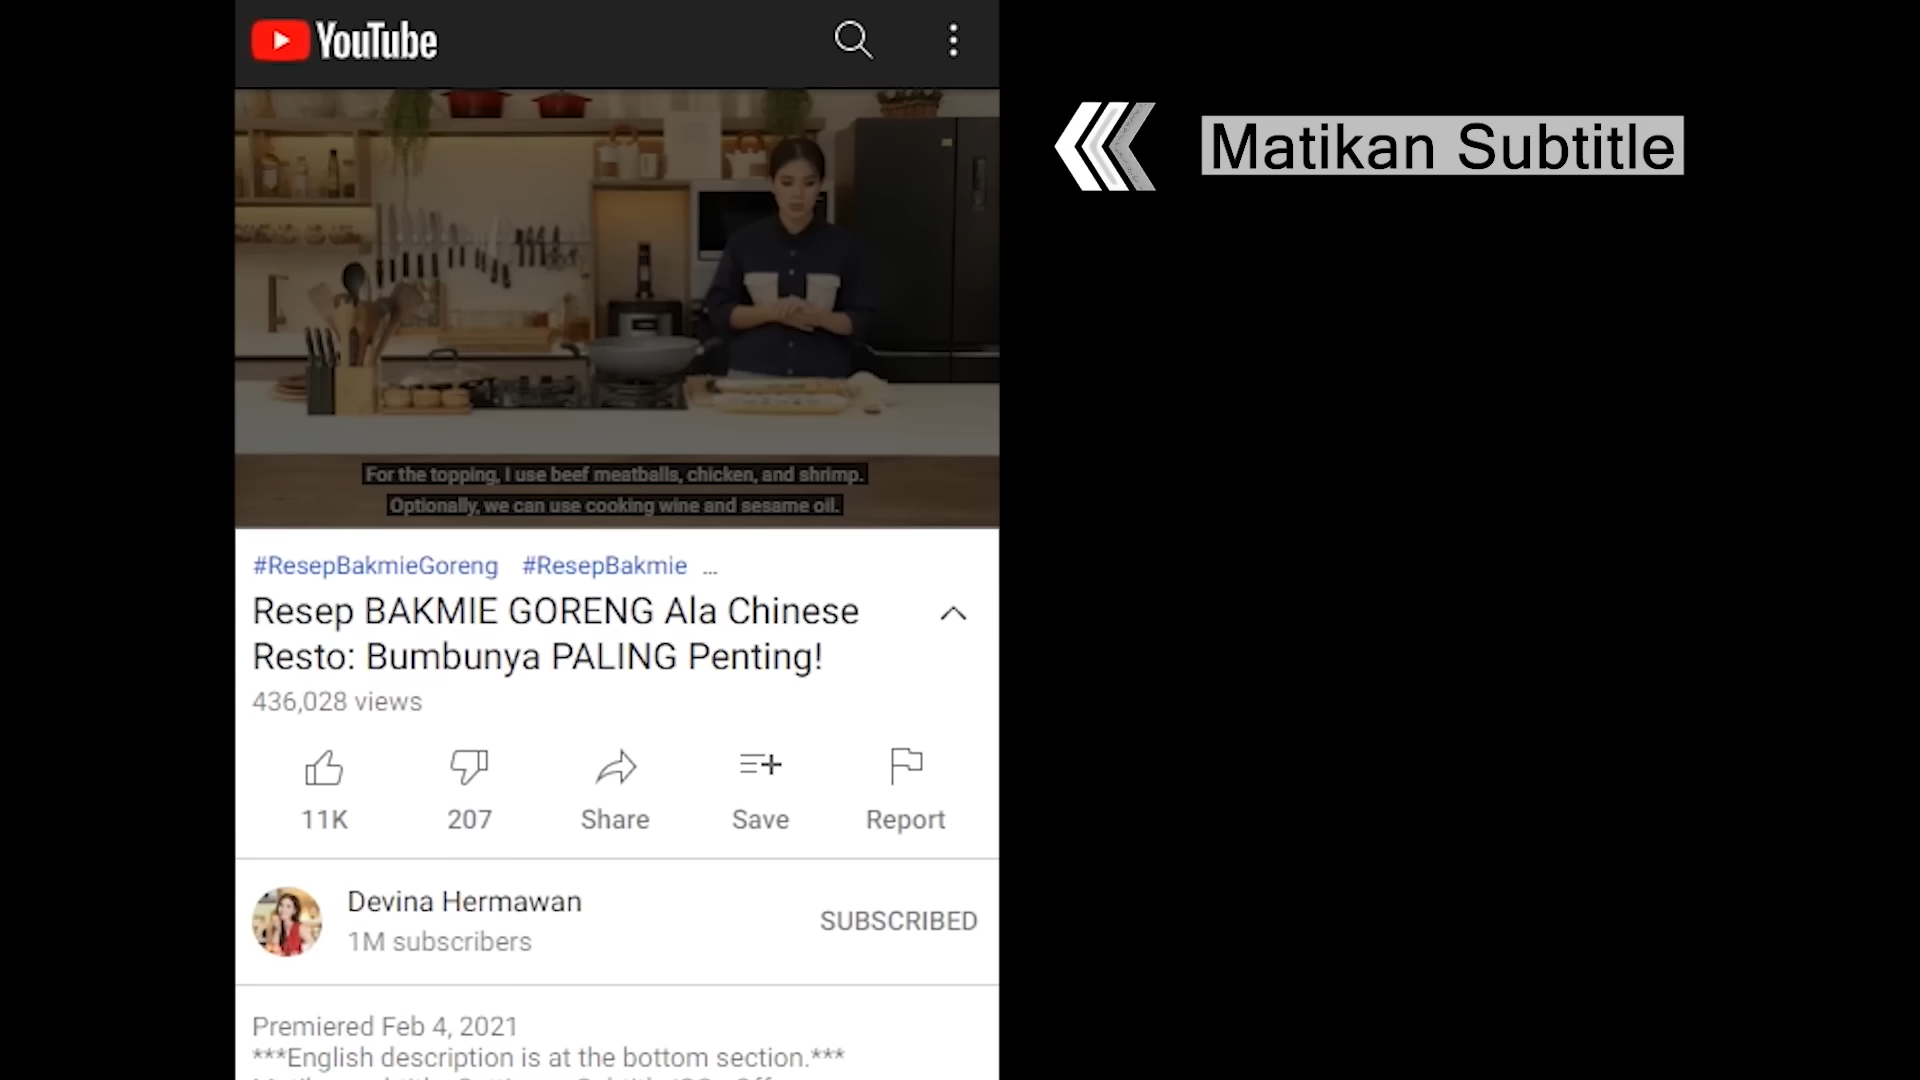 YouTube
Matikan Subtitle
For the topping, I use beef meatballs, chicken, and shrimp.
Optionally, we can use cooking wine and sesame oil.
#ResepBakmieGoreng #ResepBakmie ...
Resep BAKMIE GORENG Ala Chinese
Resto: Bumbunya PALING Penting!
436,028 views
11K
207
Share
Save
Report
Devina Hermawan
1M subscribers
SUBSCRIBED
Premiered Feb 4, 2021
***English description is at the bottom section.***